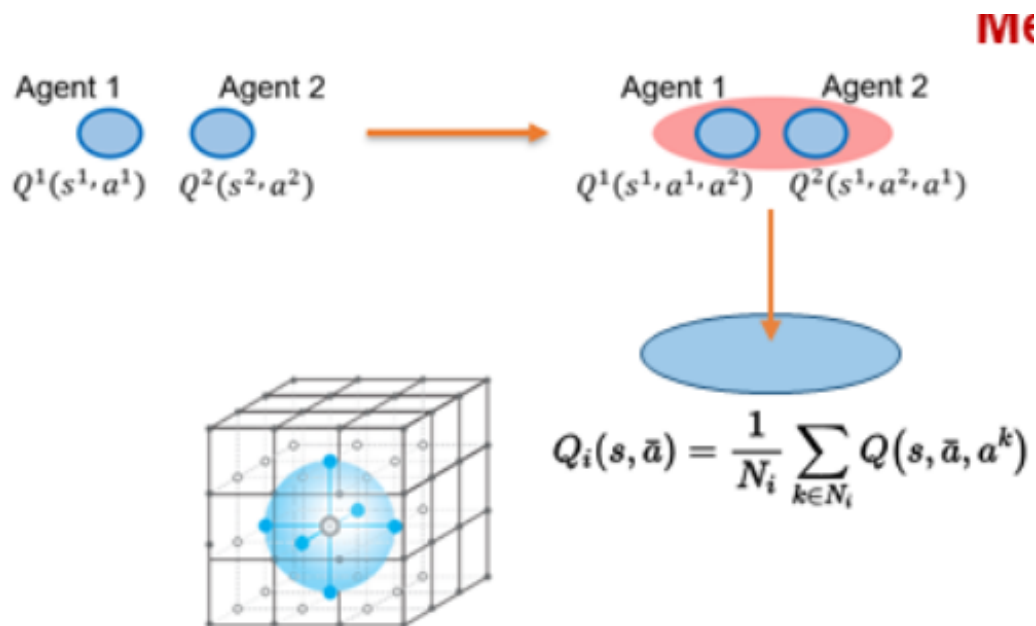 Me
Agent 1 Agent 2
Q¹(s¹, a¹) Q²(s², a²)
Agent 1 Agent 2
Q¹(s¹, a¹, a²) Q²(s¹, a², a¹)
Qᵢ(s, ā) = 1/Nᵢ ∑_{k∈Nᵢ} Q(s, ā, aᵏ)